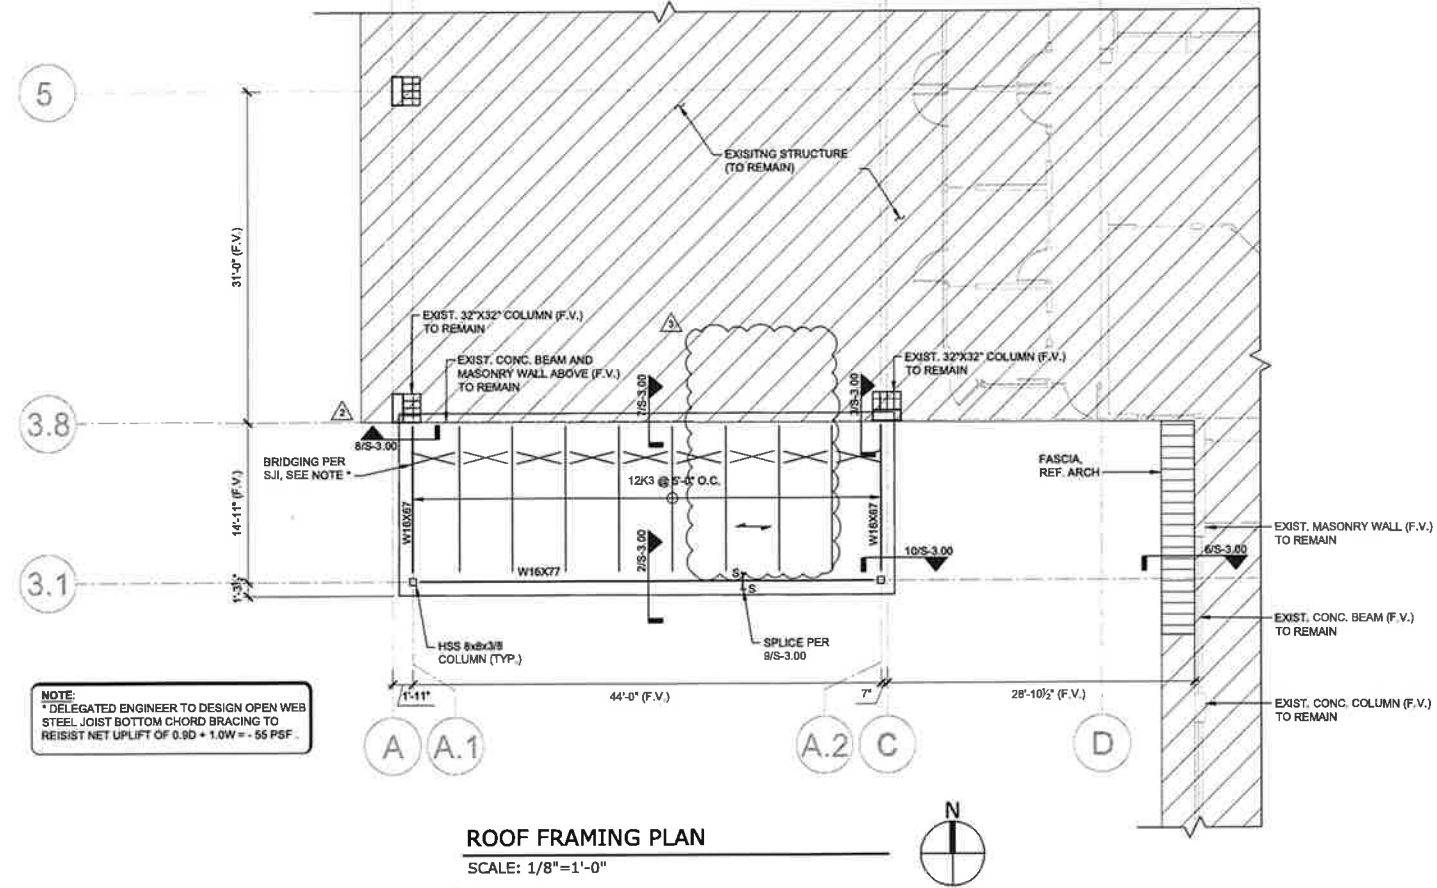 5
EXISITNG STRUCTURE
(TO REMAIN)
31'-0" (F.V.)
EXIST. 32"X32" COLUMN (F.V.)
TO REMAIN
3
EXIST. CONC. BEAM AND
MASONRY WALL ABOVE (F.V.)
TO REMAIN
EXIST. 32"X32" COLUMN (F.V.)
TO REMAIN
7/S-3.00
3/S-3.00
2
3.8
8/S-3.00
BRIDGING PER
SJI, SEE NOTE *
FASCIA,
REF. ARCH
12K3 @ 5'-0" O.C.
14'-11" (F.V.)
W16X67
W16X67
EXIST. MASONRY WALL (F.V.)
TO REMAIN
2/S-3.00
10/S-3.00
6/S-3.00
W16X77
S
S
3.1
EXIST. CONC. BEAM (F.V.)
TO REMAIN
HSS 8x8x3/8
COLUMN (TYP.)
SPLICE PER
9/S-3.00
1'-11"
44'-0" (F.V.)
7"
28'-10½" (F.V.)
EXIST. CONC. COLUMN (F.V.)
TO REMAIN
NOTE:
* DELEGATED ENGINEER TO DESIGN OPEN WEB
STEEL JOIST BOTTOM CHORD BRACING TO
REISIST NET UPLIFT OF 0.9D + 1.0W = - 55 PSF .
A
A.1
A.2
C
D
N
ROOF FRAMING PLAN
SCALE: 1/8"=1'-0"